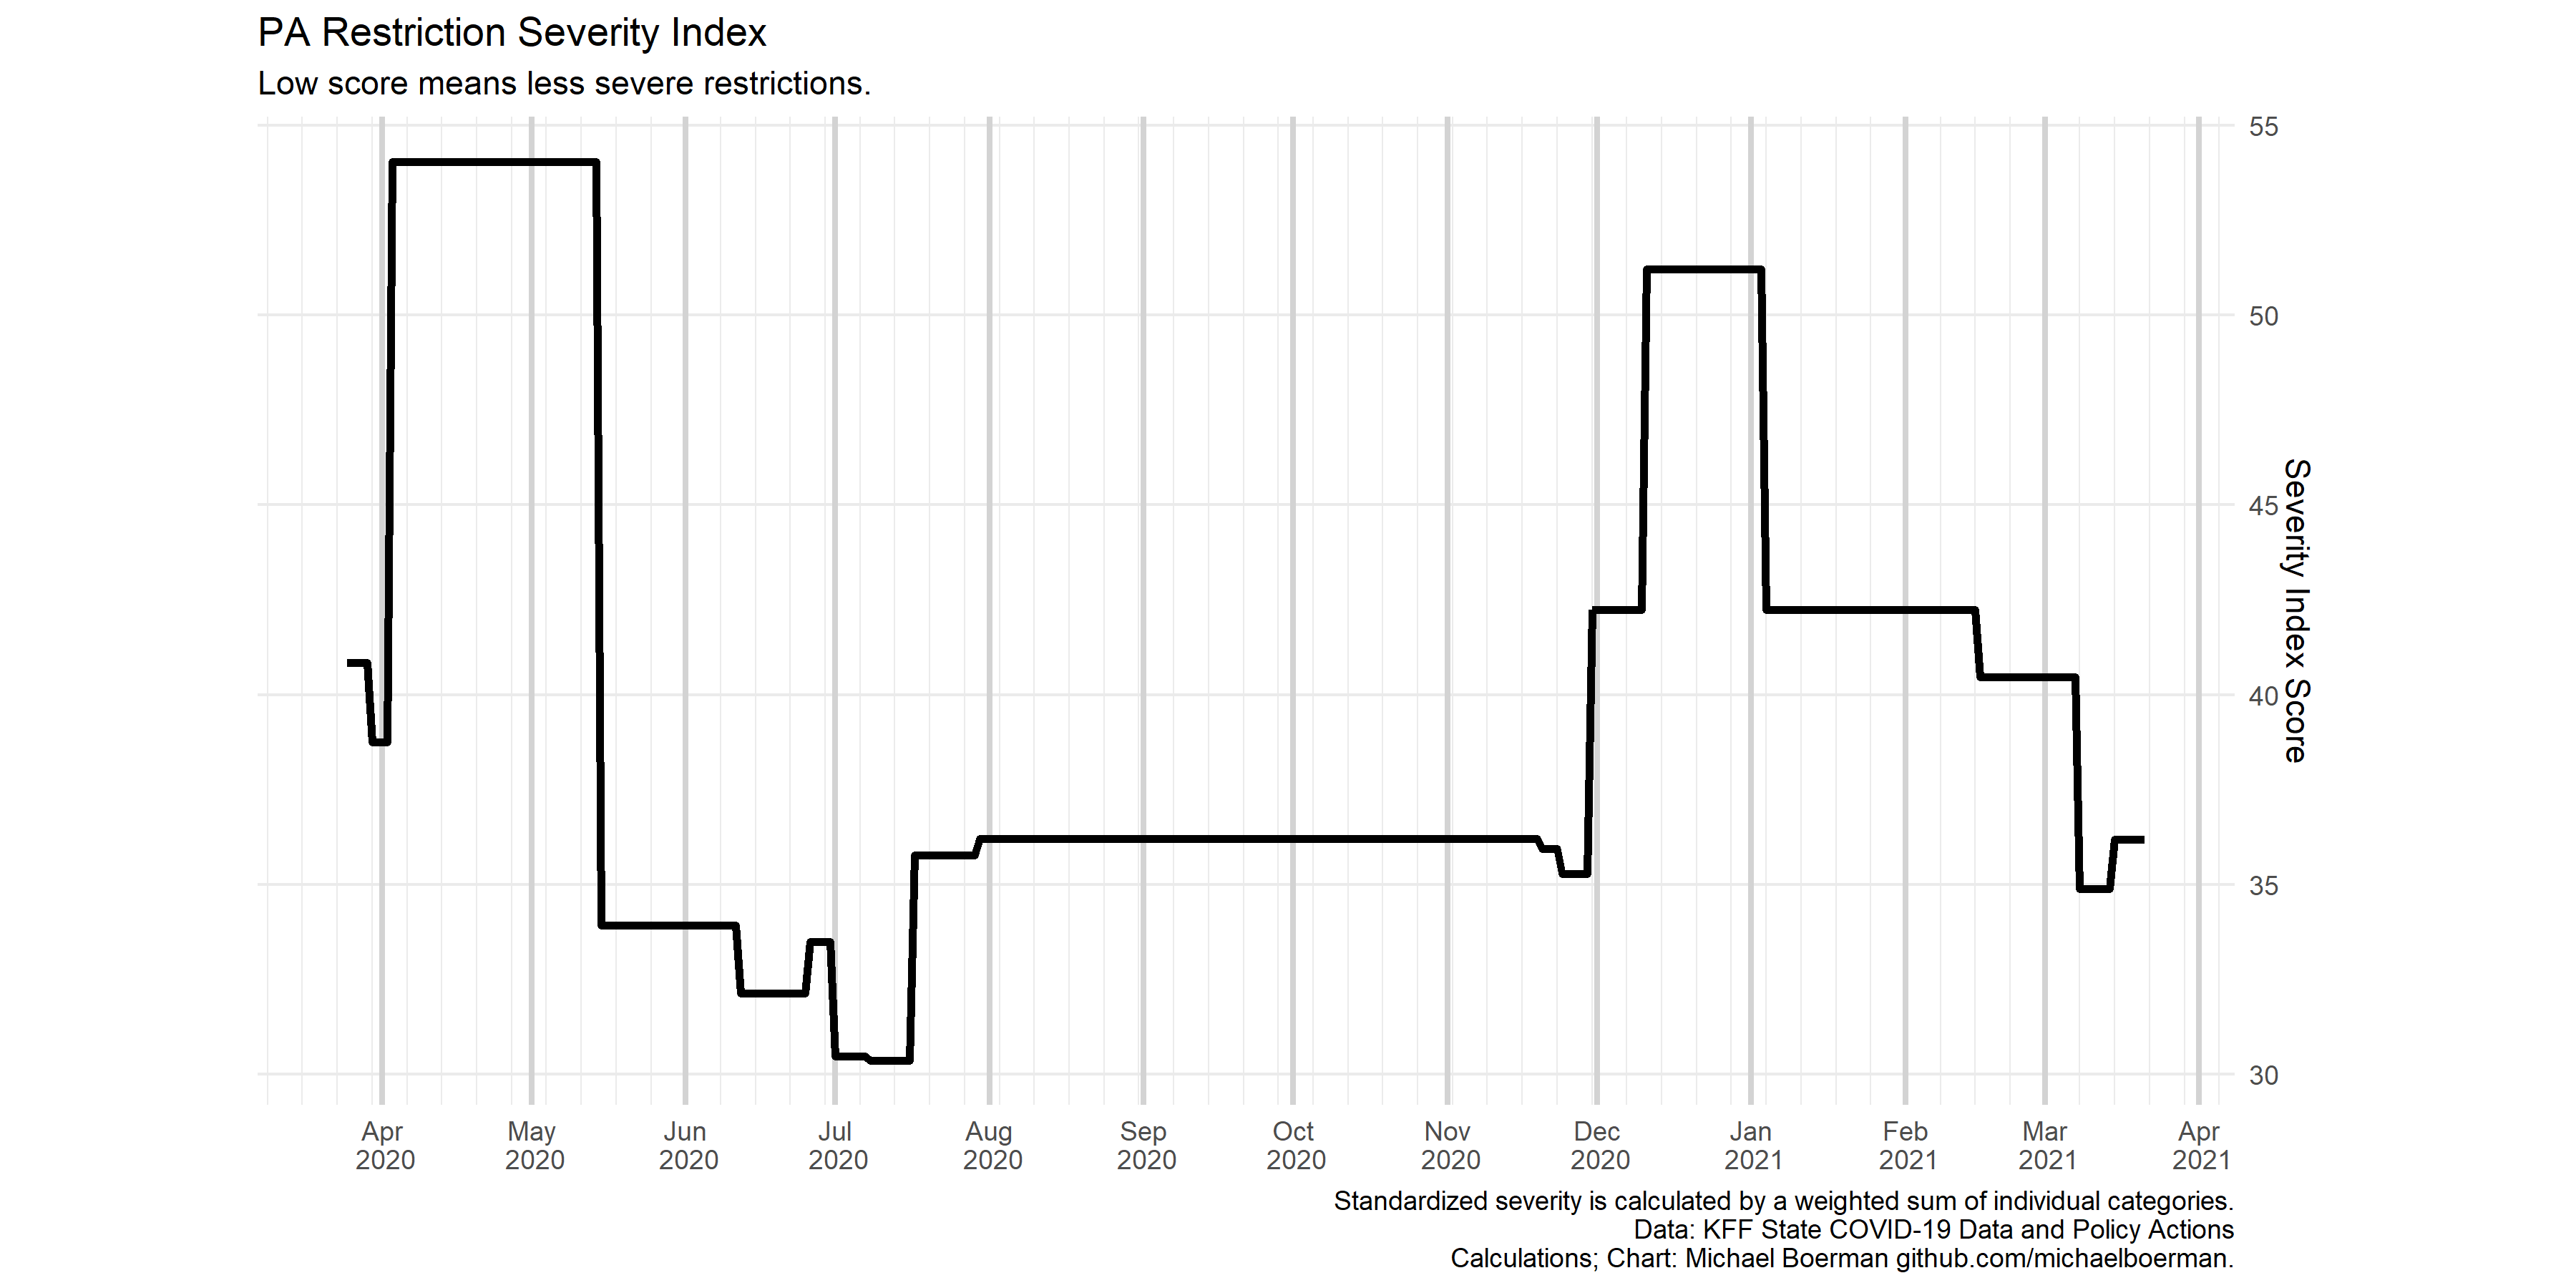 PA Restriction Severity Index
Low score means less severe restrictions.
55
50
45
40
35
30
Severity Index Score
Apr May Jun Jul Aug Sep Oct Nov Dec Jan Feb Mar Apr
2020 2020 2020 2020 2020 2020 2020 2020 2020 2021 2021 2021 2021
Standardized severity is calculated by a weighted sum of individual categories.
Data: KFF State COVID-19 Data and Policy Actions
Calculations; Chart: Michael Boerman github.com/michaelboerman.